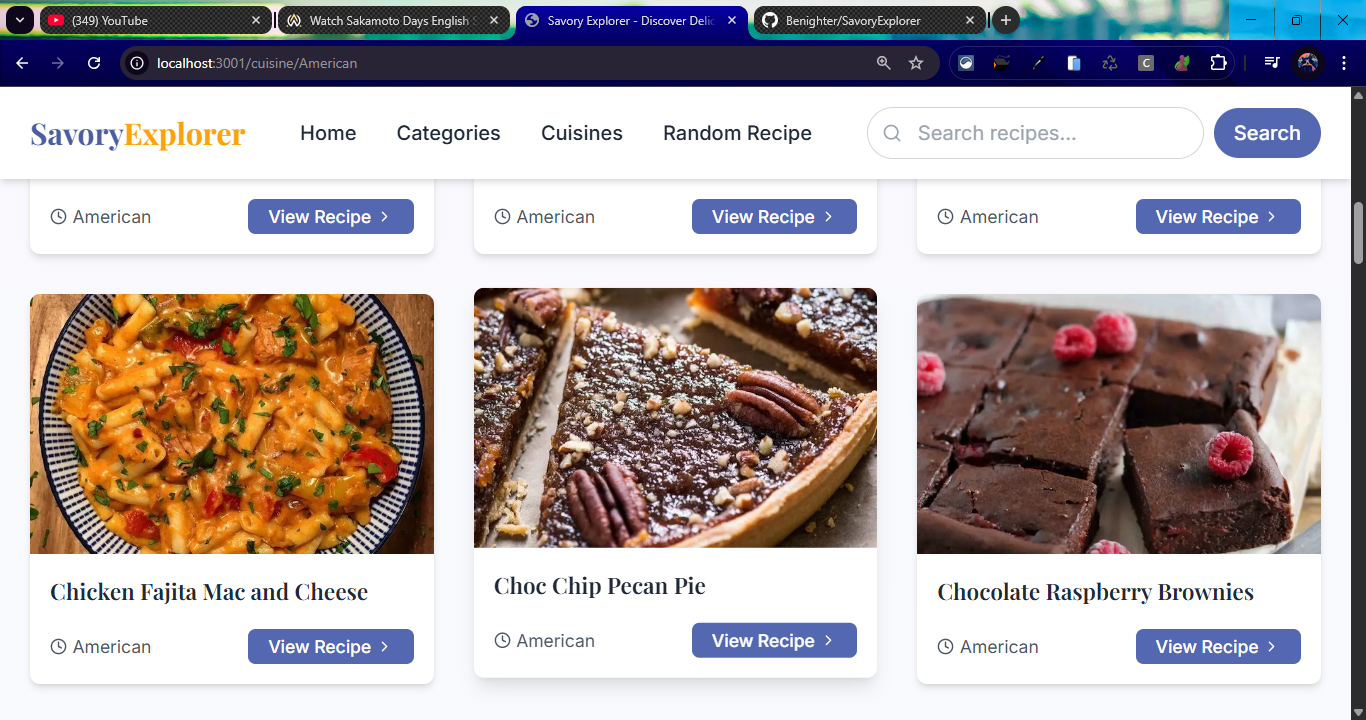 (349) YouTube
Watch Sakamoto Days English S
Savory Explorer - Discover Delic
Benighter/SavoryExplorer
localhost:3001/cuisine/American
C
SavoryExplorer
Home
Categories
Cuisines
Random Recipe
Search recipes...
Search
American
View Recipe
American
View Recipe
American
View Recipe
Chicken Fajita Mac and Cheese
American
View Recipe
Choc Chip Pecan Pie
American
View Recipe
Chocolate Raspberry Brownies
American
View Recipe